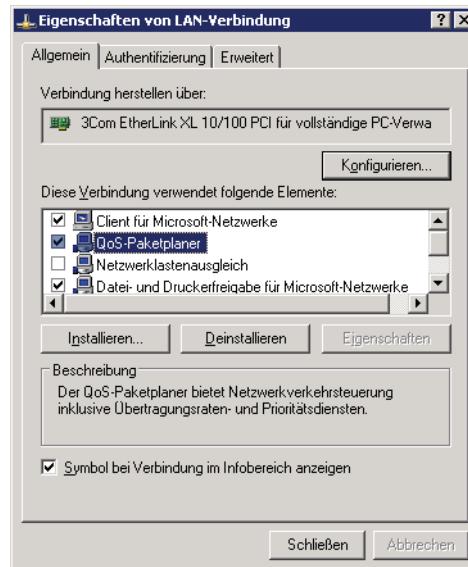 Eigenschaften von LAN-Verbindung
Allgemein Authentifizierung Erweitert
Verbindung herstellen über:
3Com EtherLink XL 10/100 PCI für vollständige PC-Verwa
Konfigurieren...
Diese Verbindung verwendet folgende Elemente:
Client für Microsoft-Netzwerke
QoS-Paketplaner
Netzwerklastenausgleich
Datei- und Druckerfreigabe für Microsoft-Netzwerke
Installieren... Deinstallieren Eigenschaften
Beschreibung
Der QoS-Paketplaner bietet Netzwerkverkehrsteuerung
inklusive Übertragungsraten- und Prioritätsdiensten.
Symbol bei Verbindung im Infobereich anzeigen
Schließen Abbrechen